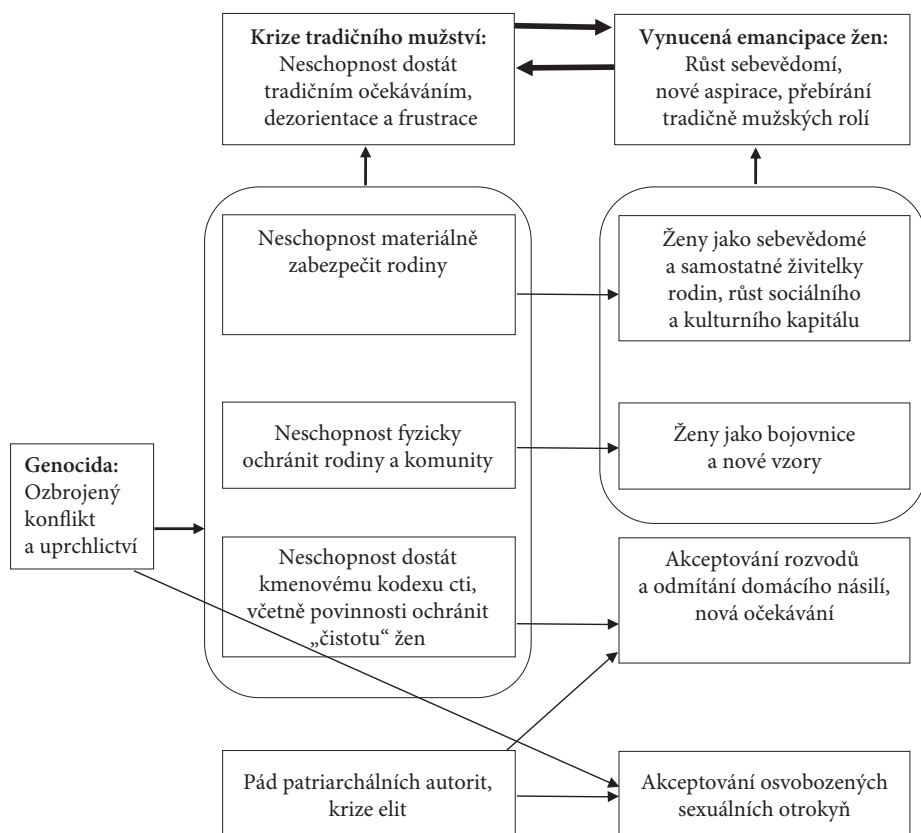 Krize tradičního mužství:
Neschopnost dostát
tradičním očekáváním,
dezorientace a frustrace
Vynucená emancipace žen:
Růst sebevědomí,
nové aspirace, přebírání
tradičně mužských rolí
Neschopnost materiálně
zabezpečit rodiny
Ženy jako sebevědomé
a samostatné živitelky
rodin, růst sociálního
a kulturního kapitálu
Neschopnost fyzicky
ochránit rodiny a komunity
Ženy jako bojovnice
a nové vzory
Genocida:
Ozbrojený
konflikt
a uprchlictví
Neschopnost dostát
kmenovému kodexu cti,
včetně povinnosti ochránit
„čistotu“ žen
Akceptování rozvodů
a odmítání domácího násilí,
nová očekávání
Pád patriarchálních autorit,
krize elit
Akceptování osvobozených
sexuálních otrokyň